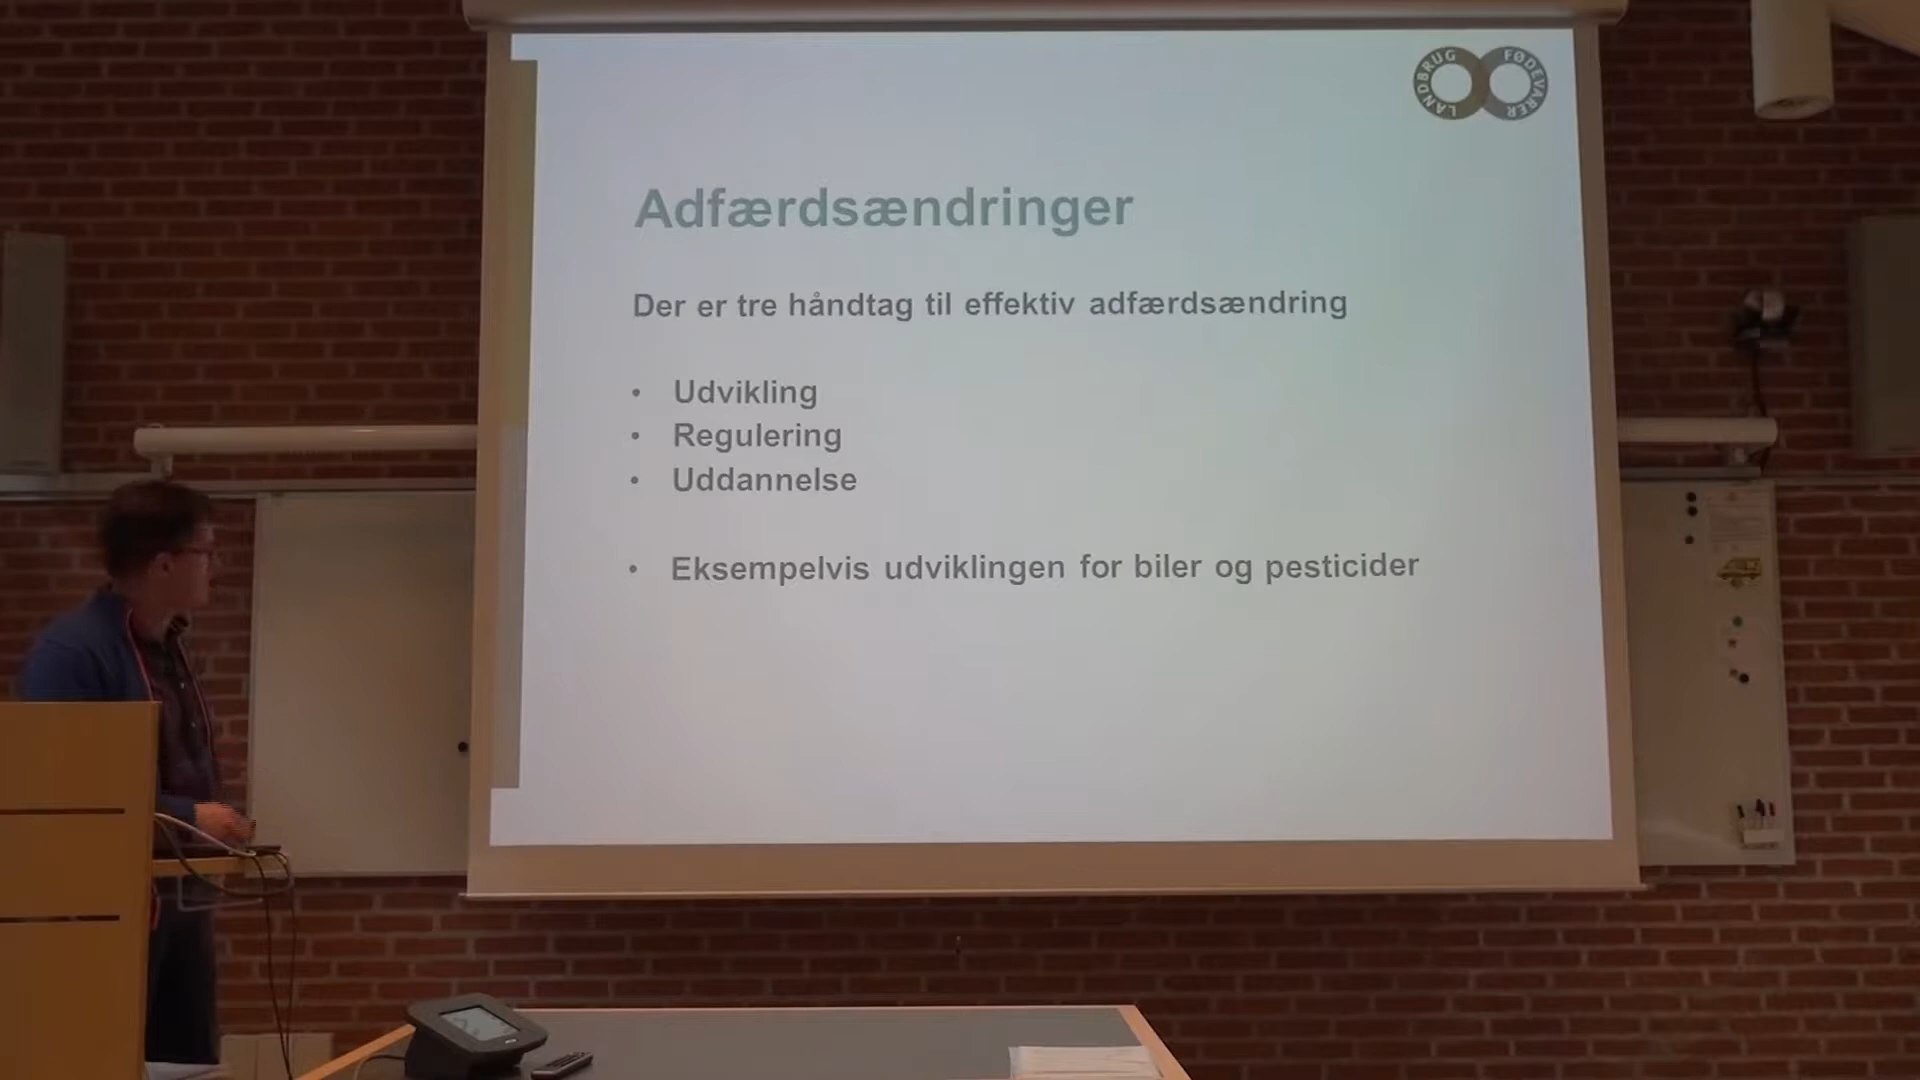 LANDBRUG FØDEVARER
Adfærdsændringer
Der er tre håndtag til effektiv adfærdsændring
• Udvikling
• Regulering
• Uddannelse
• Eksempelvis udviklingen for biler og pesticider